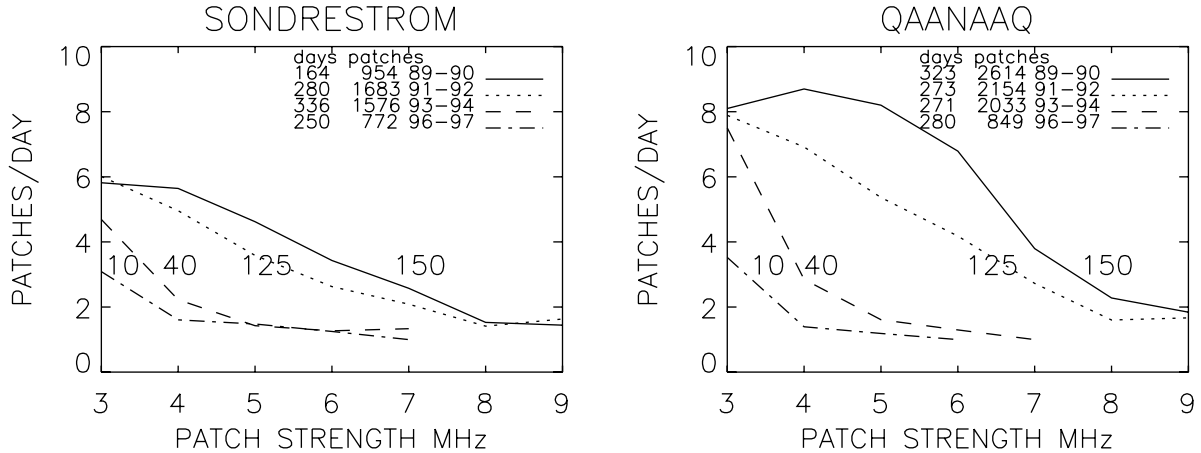 SONDRESTROM
days patches
164 954 89-90
280 1683 91-92
336 1576 93-94
250 772 96-97
10
8
6
4
2
0
PATCHES/DAY
10 40 125 150
3 4 5 6 7 8 9
PATCH STRENGTH MHz
QAANAAQ
days patches
323 2614 89-90
273 2154 91-92
271 2033 93-94
280 849 96-97
10
8
6
4
2
0
PATCHES/DAY
10 40 125 150
3 4 5 6 7 8 9
PATCH STRENGTH MHz